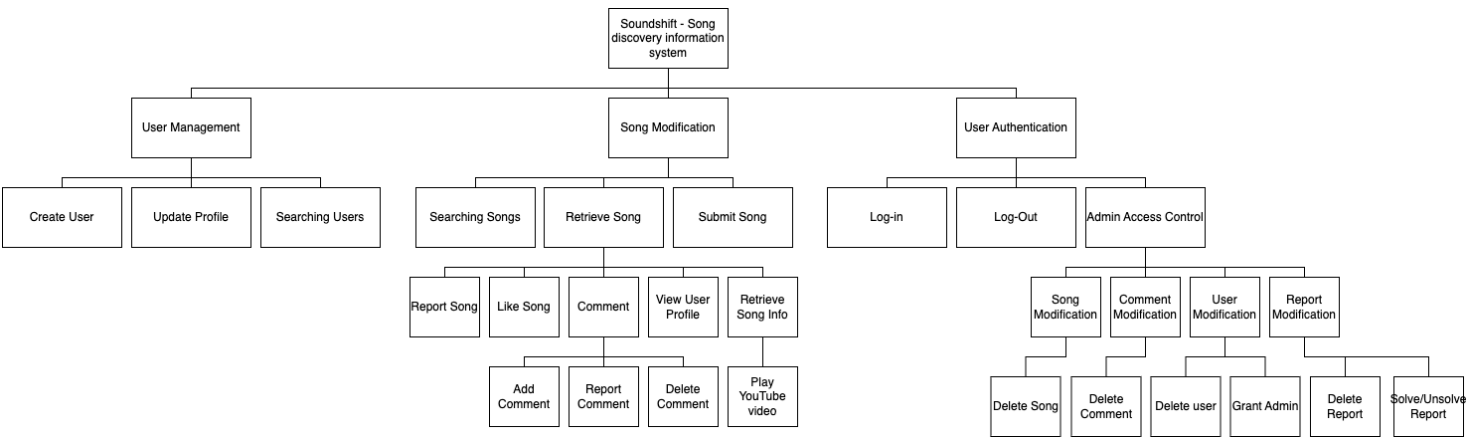 Soundshift - Song
discovery information
system
User Management
Song Modification
User Authentication
Create User
Update Profile
Searching Users
Searching Songs
Retrieve Song
Submit Song
Log-in
Log-Out
Admin Access Control
Report Song
Like Song
Comment
View User
Profile
Retrieve
Song Info
Song
Modification
Comment
Modification
User
Modification
Report
Modification
Add
Comment
Report
Comment
Delete
Comment
Play
YouTube
video
Delete Song
Delete
Comment
Delete user
Grant Admin
Delete
Report
Solve/Unsolve
Report